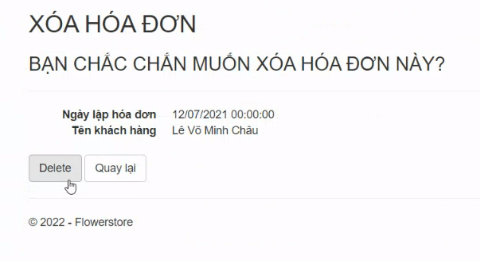 XÓA HÓA ĐƠN
BẠN CHẮC CHẮN MUỐN XÓA HÓA ĐƠN NÀY?
Ngày lập hóa đơn 12/07/2021 00:00:00
Tên khách hàng Lê Võ Minh Châu
Delete Quay lại
© 2022 - Flowerstore